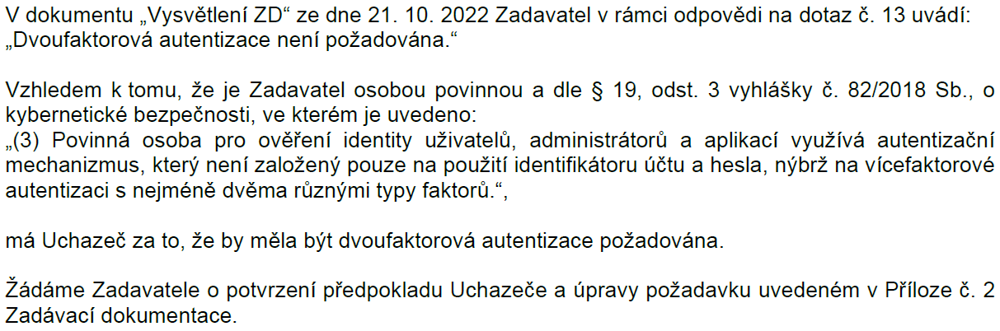 V dokumentu „Vysvětlení ZD“ ze dne 21. 10. 2022 Zadavatel v rámci odpovědi na dotaz č. 13 uvádí:
„Dvoufaktorová autentizace není požadována.“
Vzhledem k tomu, že je Zadavatel osobou povinnou a dle § 19, odst. 3 vyhlášky č. 82/2018 Sb., o
kybernetické bezpečnosti, ve kterém je uvedeno:
„(3) Povinná osoba pro ověření identity uživatelů, administrátorů a aplikací využívá autentizační
mechanizmus, který není založený pouze na použití identifikátoru účtu a hesla, nýbrž na vícefaktorové
autentizaci s nejméně dvěma různými typy faktorů.“,
má Uchazeč za to, že by měla být dvoufaktorová autentizace požadována.
Žádáme Zadavatele o potvrzení předpokladu Uchazeče a úpravy požadavku uvedeném v Příloze č. 2
Zadávací dokumentace.